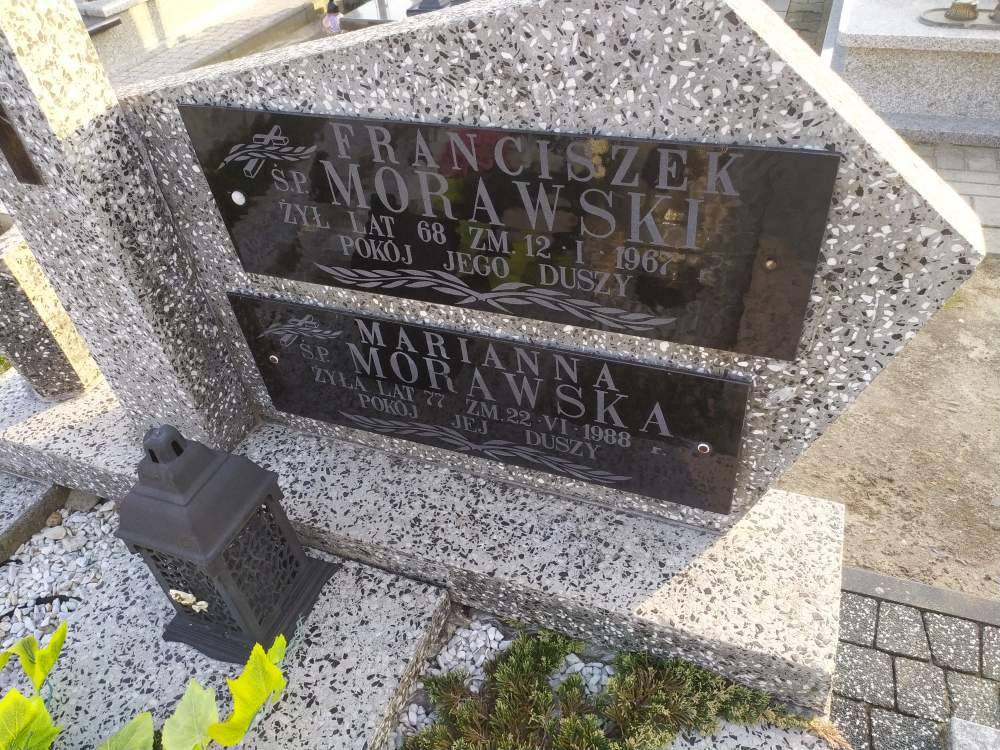 FRANCISZEK
Ś.P. MORAWSKI
ŻYŁ LAT 68 ZM 12 I 1967 r.
POKÓJ JEGO DUSZY
MARIANNA
Ś.P. MORAWSKA
ŻYŁA LAT 77 ZM. 22 VI 1988 r.
POKÓJ JEJ DUSZY